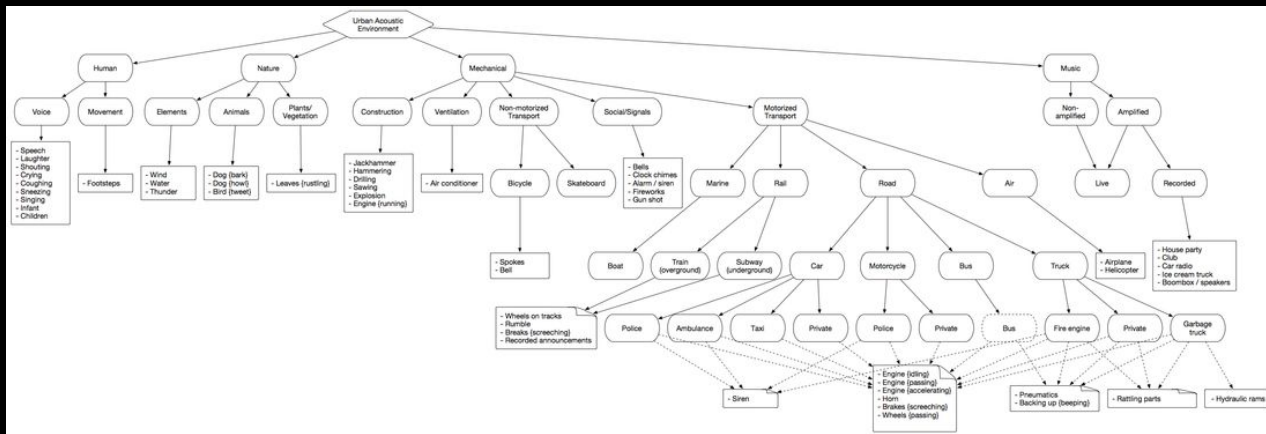 Urban Acoustic
Environment
Human
Nature
Mechanical
Music
Voice
Movement
Elements
Animals
Plants/
Vegetation
Construction
Ventilation
Non-motorized
Transport
Social/Signals
Motorized
Transport
Non-
amplified
Amplified
- Speech
- Laughter
- Shouting
- Crying
- Coughing
- Sneezing
- Singing
- Infant
- Children
- Footsteps
- Wind
- Water
- Thunder
- Dog {bark}
- Dog {howl}
- Bird {tweet}
- Leaves {rustling}
- Jackhammer
- Hammering
- Drilling
- Sawing
- Explosion
- Engine {running}
- Air conditioner
Bicycle
Skateboard
- Bells
- Clock chimes
- Alarm / siren
- Fireworks
- Gun shot
Marine
Rail
Road
Air
Live
Recorded
- Spokes
- Bell
Boat
Train
(overground)
Subway
(underground)
Car
Motorcycle
Bus
Truck
- Airplane
- Helicopter
- House party
- Club
- Car radio
- Ice cream truck
- Boombox / speakers
- Wheels on tracks
- Rumble
- Breaks {screeching}
- Recorded announcements
Police
Ambulance
Taxi
Private
Police
Private
Bus
Fire engine
Private
Garbage
truck
- Siren
- Engine {idling}
- Engine {passing}
- Engine {accelerating}
- Horn
- Brakes {screeching}
- Wheels {passing}
- Pneumatics
- Backing up {beeping}
- Rattling parts
- Hydraulic rams